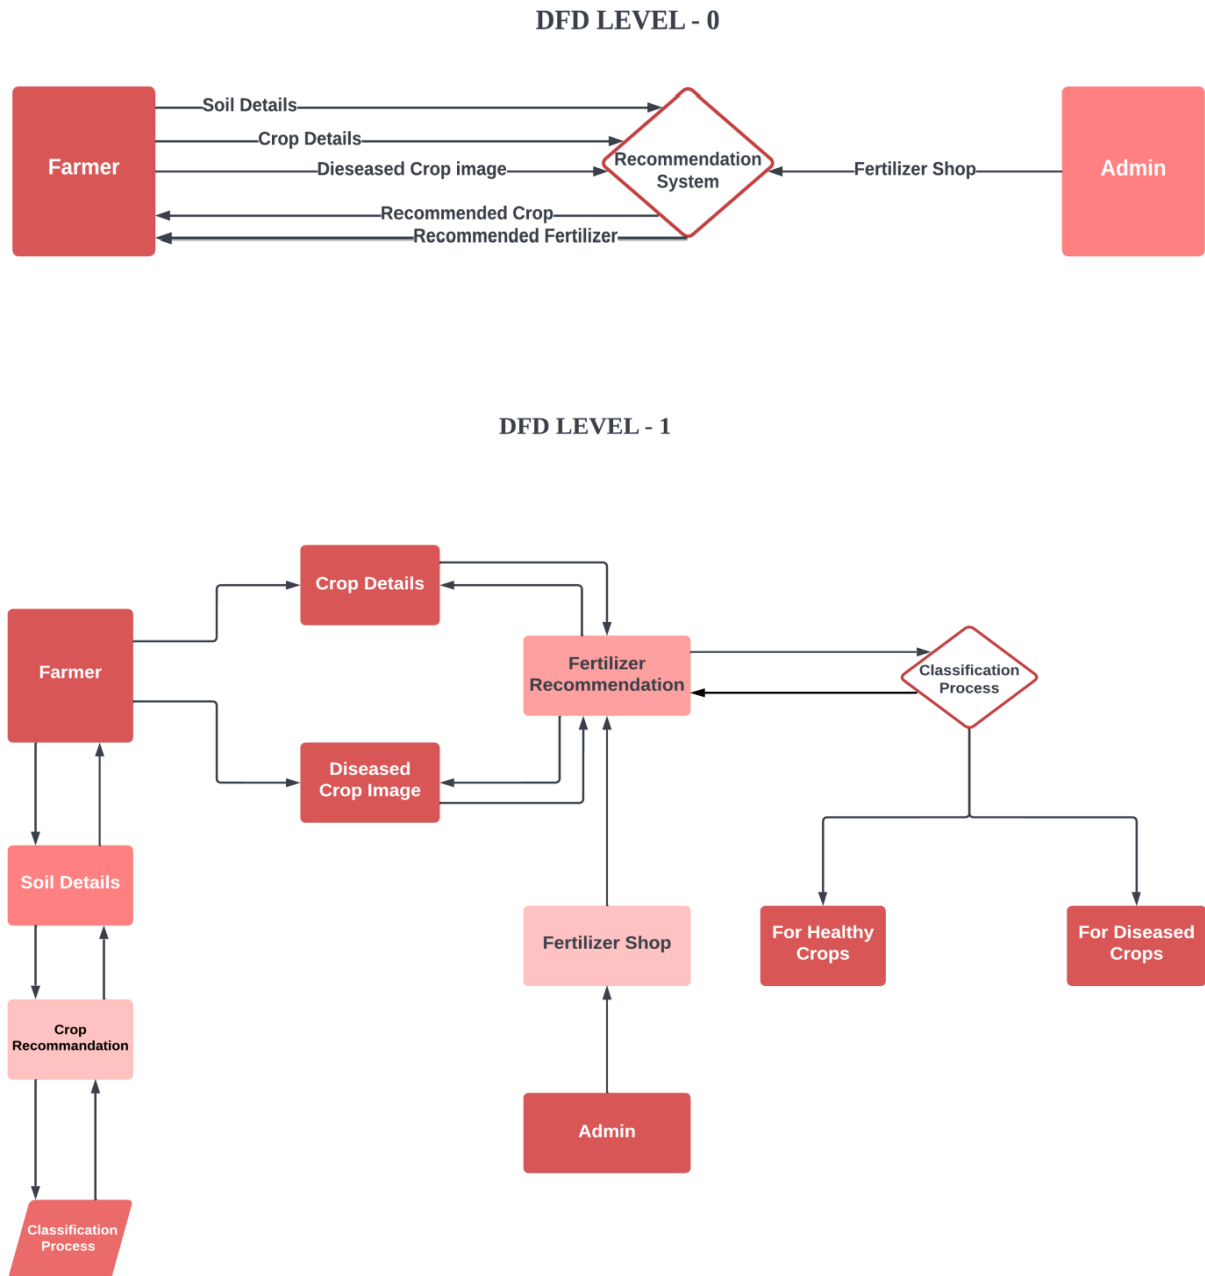 DFD LEVEL - 0
Farmer
Soil Details
Crop Details
Dieseased Crop image
Recommended Crop
Recommended Fertilizer
Recommendation
System
Fertilizer Shop
Admin
DFD LEVEL - 1
Farmer
Crop Details
Diseased
Crop Image
Fertilizer
Recommendation
Classification
Process
Soil Details
Crop
Recommandation
Classification
Process
Fertilizer Shop
Admin
For Healthy
Crops
For Diseased
Crops